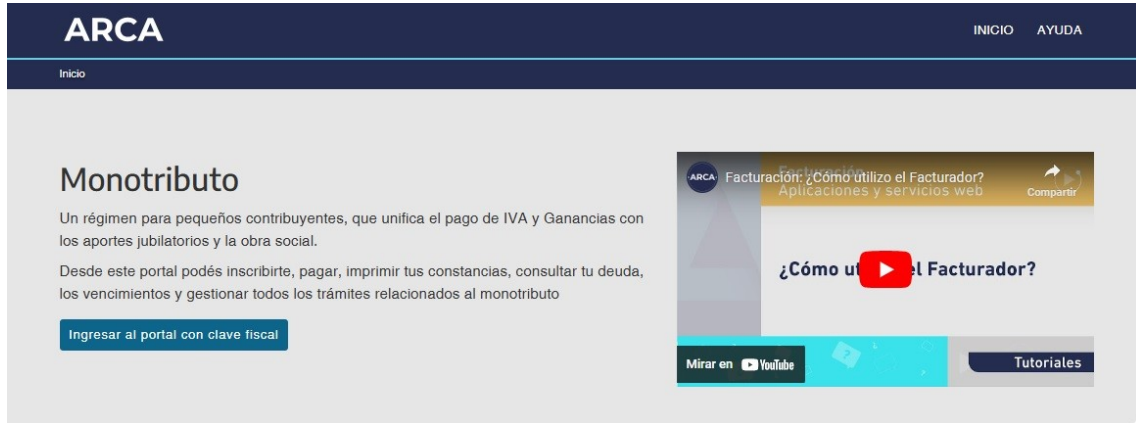 ARCA
INICIO AYUDA
Inicio
Monotributo
Un régimen para pequeños contribuyentes, que unifica el pago de IVA y Ganancias con
los aportes jubilatorios y la obra social.
Desde este portal podés inscribirte, pagar, imprimir tus constancias, consultar tu deuda,
los vencimientos y gestionar todos los trámites relacionados al monotributo
Ingresar al portal con clave fiscal
ARCA
Facturación: ¿Cómo utilizo el Facturador?
Facturación
Aplicaciones y servicios web
Compartir
¿Cómo el Facturador?
Mirar en YouTube
Tutoriales